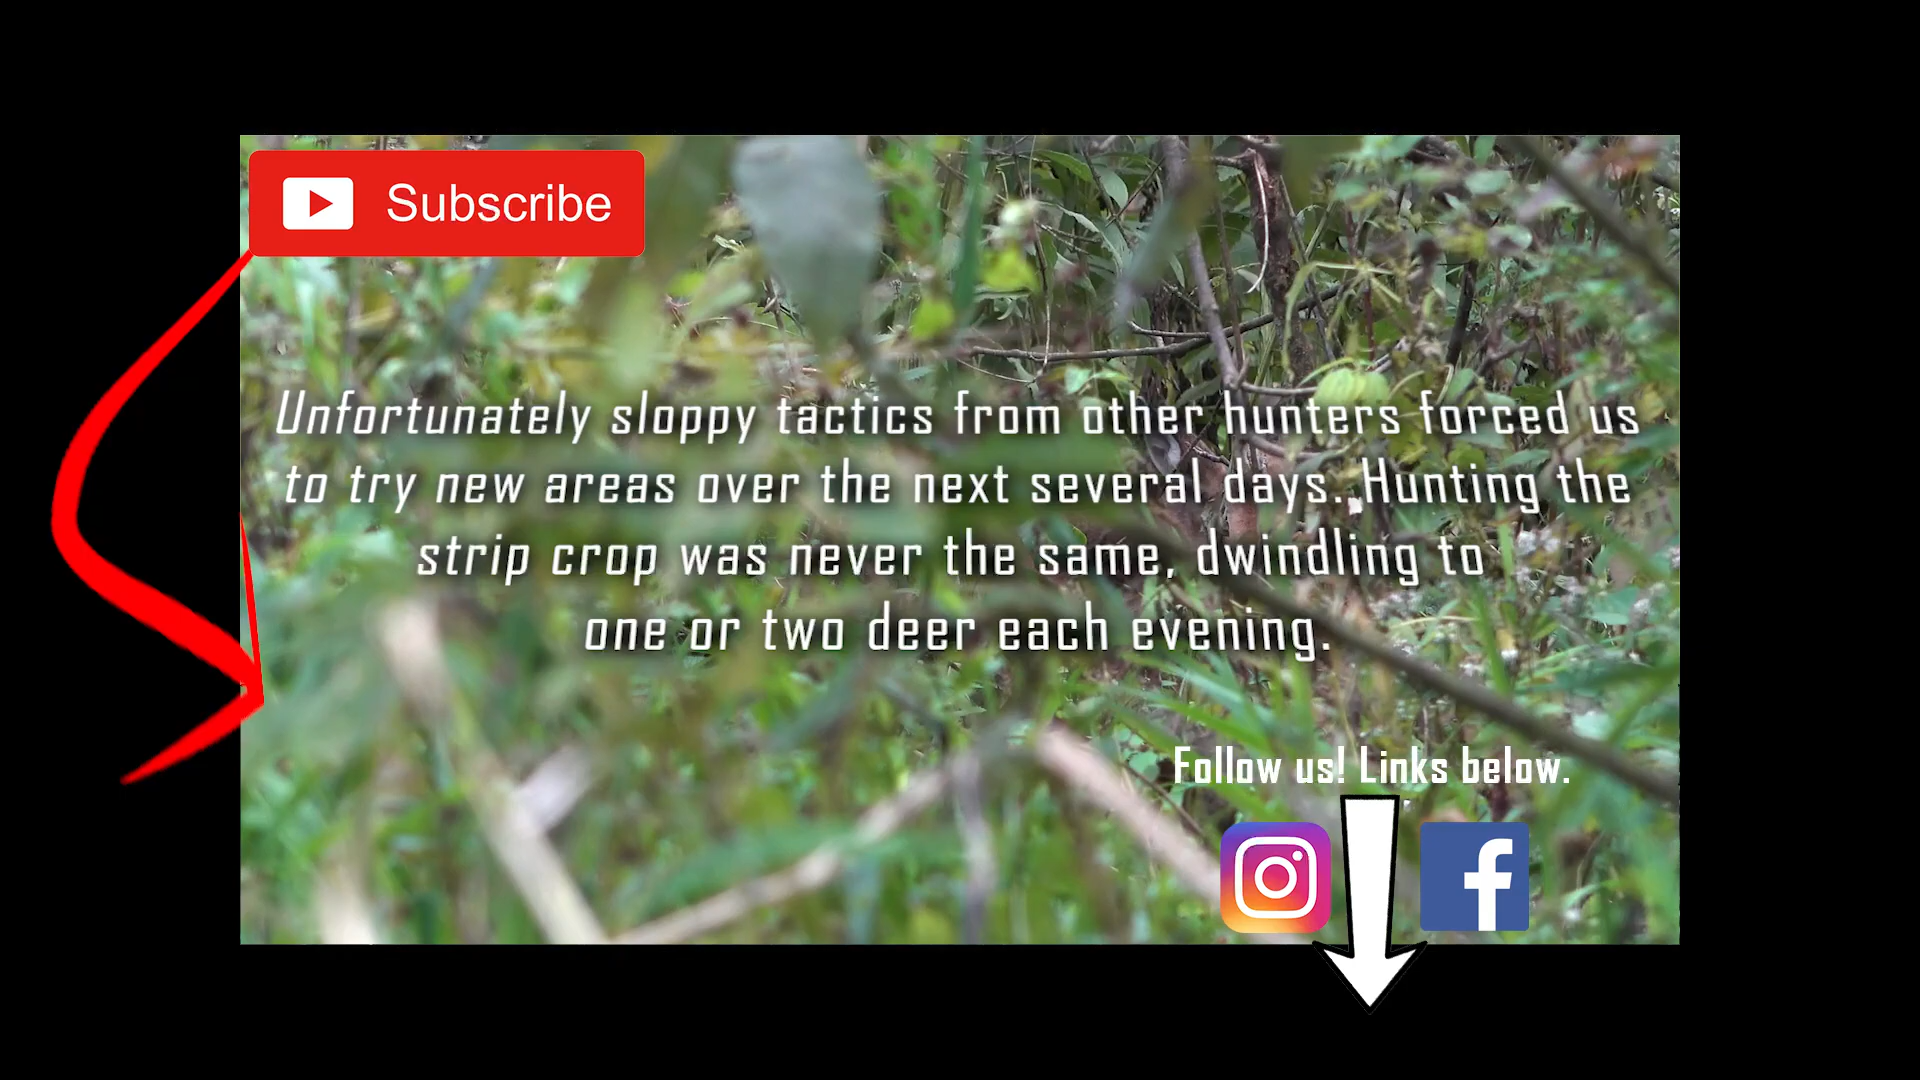 Subscribe
Unfortunately sloppy tactics from other hunters forced us
to try new areas over the next several days. Hunting the
strip crop was never the same, dwindling to
one or two deer each evening.
Follow us! Links below.